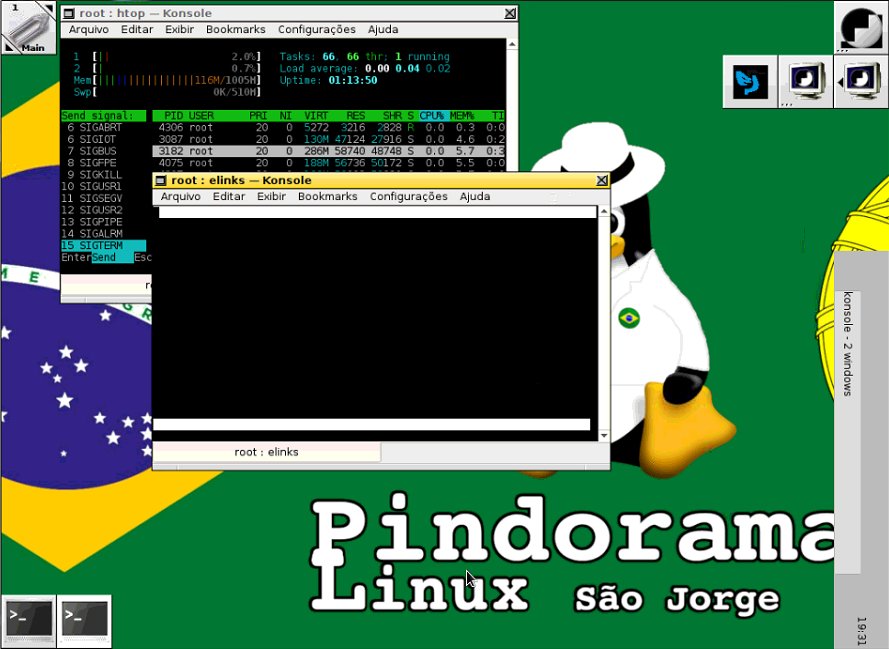 1
Main
root : htop — Konsole
Arquivo Editar Exibir Bookmarks Configurações Ajuda
1 [|| 2.0%] Tasks: 66, 66 thr; 1 running
2 [| 0.7%] Load average: 0.00 0.04 0.02
Mem[||||||||||||||||||116M/1005M] Uptime: 01:13:50
Swp[ 0K/510M]
Send signal: PID USER PRI NI VIRT RES SHR S CPU% MEM% TI
6 SIGABRT 4306 root 20 0 5272 3216 2828 R 0.0 0.3 0:0
6 SIGIOT 3087 root 20 0 130M 47124 27916 S 0.0 4.6 0:2
7 SIGBUS 3182 root 20 0 286M 58740 48748 S 0.0 5.7 0:3
8 SIGFPE 4075 root 20 0 188M 56736 50172 S 0.0 5.5 0:0
9 SIGKILL
10 SIGUSR1
11 SIGSEGV
12 SIGUSR2
13 SIGPIPE
14 SIGALRM
15 SIGTERM
EnterSend Esc
root : elinks — Konsole
Arquivo Editar Exibir Bookmarks Configurações Ajuda
root : elinks
M E
G R
konsole - 2 windows
Pindorama
Linux São Jorge
>_
>_
19:31